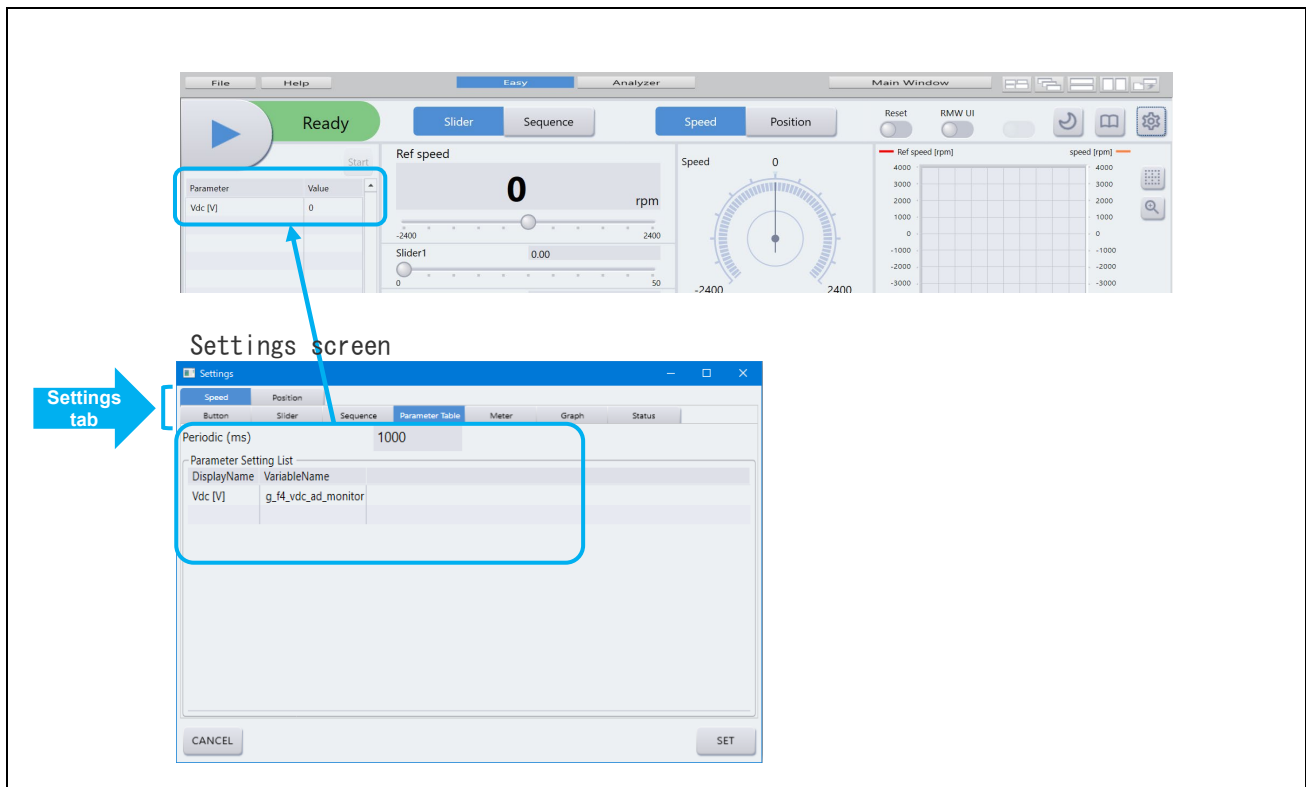 File Help Easy Analyzer Main Window
Ready Slider Sequence Speed Position Reset RMW UI
Start
Parameter Value
Vdc [V] 0
Ref speed
0 rpm
-2400 2400
Slider1 0.00
0 50
Speed 0
-2400 2400
Ref speed [rpm] speed [rpm]
4000 4000
3000 3000
2000 2000
1000 1000
0 0
-1000 -1000
-2000 -2000
-3000 -3000
Settings screen
Settings
Settings
tab
Speed Position
Button Slider Sequence Parameter Table Meter Graph Status
Periodic (ms) 1000
Parameter Setting List
DisplayName VariableName
Vdc [V] g_f4_vdc_ad_monitor
CANCEL SET